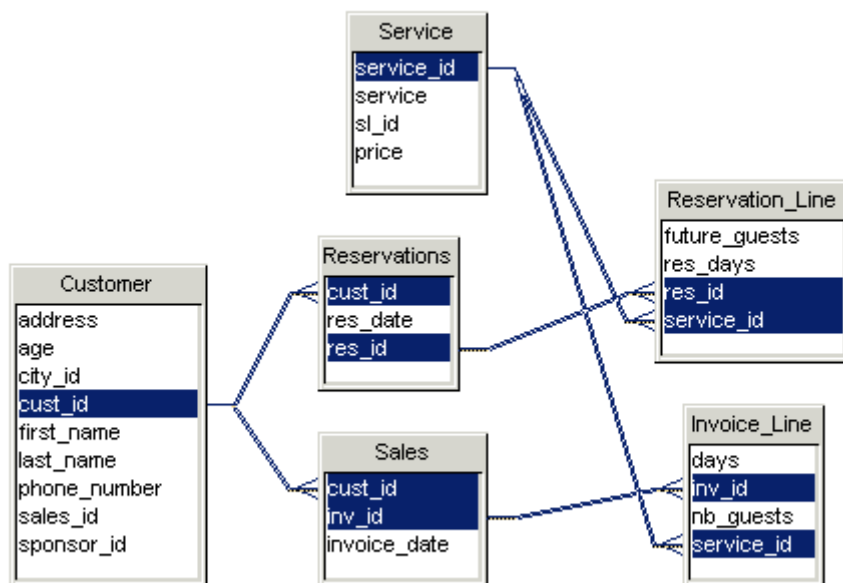 Service
service_id
service
sl_id
price
Reservation_Line
future_guests
res_days
res_id
service_id
Reservations
cust_id
res_date
res_id
Customer
address
age
city_id
cust_id
first_name
last_name
phone_number
sales_id
sponsor_id
Sales
cust_id
inv_id
invoice_date
Invoice_Line
days
inv_id
nb_guests
service_id